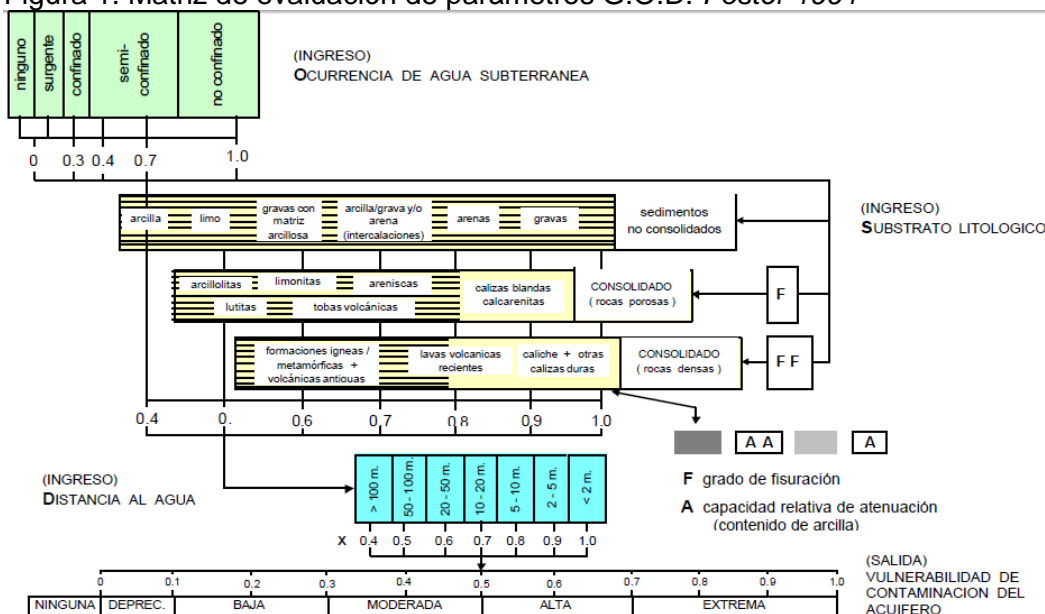 Figura 1. Matriz de evaluación de parámetros G.O.D. Foster 1991
ninguno
surgente
confinado
semi-
confinado
no confinado
(INGRESO)
OCURRENCIA DE AGUA SUBTERRANEA
0 0.3 0.4 0.7 1.0
arcilla
limo
gravas con
matriz
arcillosa
arcilla/grava y/o
arena
(intercalaciones)
arenas
gravas
sedimentos
no consolidados
(INGRESO)
SUBSTRATO LITOLOGICO
arcillolitas
limonitas
areniscas
lutitas
tobas volcánicas
calizas blandas
calcarenitas
CONSOLIDADO
( rocas porosas )
F
formaciones ígneas /
metamórficas +
volcánicas antiguas
lavas volcanicas
recientes
caliche + otras
calizas duras
CONSOLIDADO
( rocas densas )
F F
0.4 0. 0.6 0.7 0.8 0.9 1.0
A A
A
F grado de fisuración
A capacidad relativa de atenuación
(contenido de arcilla)
(INGRESO)
DISTANCIA AL AGUA
> 100 m.
50 - 100 m.
20 - 50 m.
10 - 20 m.
5 - 10 m.
2 - 5 m.
< 2 m.
x 0.4 0.5 0.6 0.7 0.8 0.9 1.0
0 0.1 0.2 0.3 0.4 0.5 0.6 0.7 0.8 0.9 1.0
NINGUNA DEPREC. BAJA MODERADA ALTA EXTREMA
(SALIDA)
VULNERABILIDAD DE
CONTAMINACION DEL
ACUIFERO